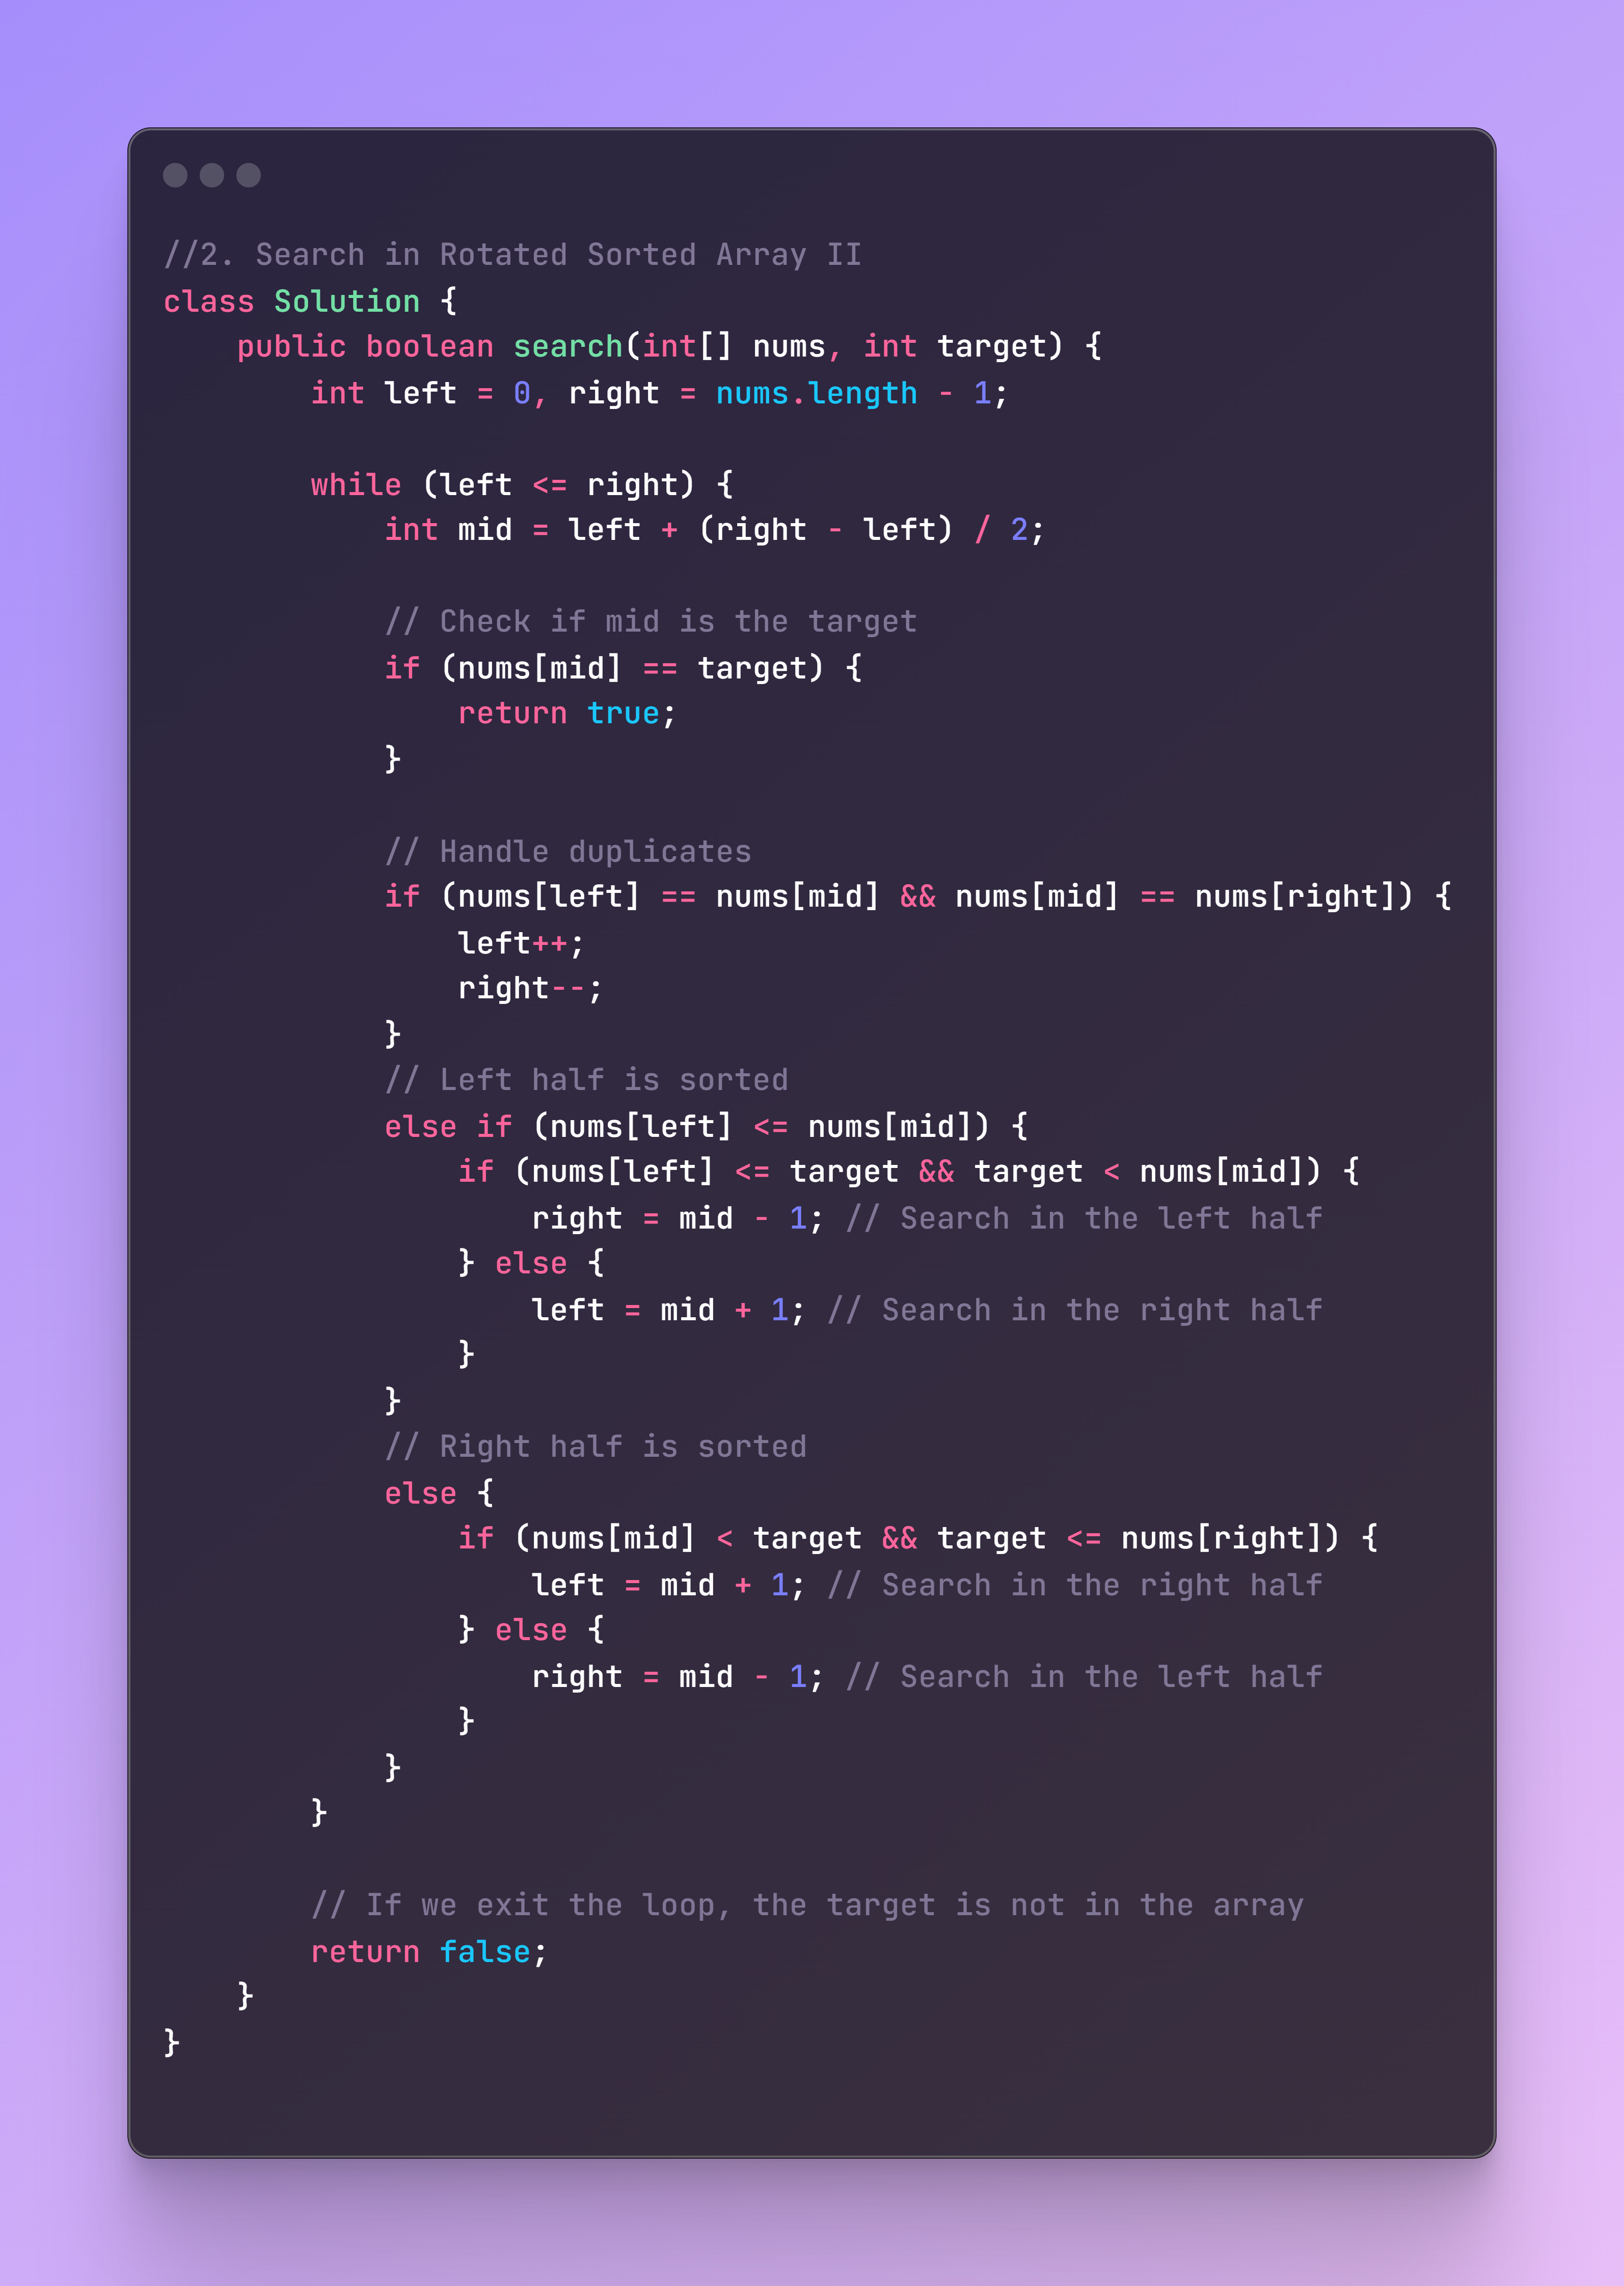 //2. Search in Rotated Sorted Array II
class Solution {
    public boolean search(int[] nums, int target) {
        int left = 0, right = nums.length - 1;

        while (left <= right) {
            int mid = left + (right - left) / 2;

            // Check if mid is the target
            if (nums[mid] == target) {
                return true;
            }

            // Handle duplicates
            if (nums[left] == nums[mid] && nums[mid] == nums[right]) {
                left++;
                right--;
            }
            // Left half is sorted
            else if (nums[left] <= nums[mid]) {
                if (nums[left] <= target && target < nums[mid]) {
                    right = mid - 1; // Search in the left half
                } else {
                    left = mid + 1; // Search in the right half
                }
            }
            // Right half is sorted
            else {
                if (nums[mid] < target && target <= nums[right]) {
                    left = mid + 1; // Search in the right half
                } else {
                    right = mid - 1; // Search in the left half
                }
            }
        }

        // If we exit the loop, the target is not in the array
        return false;
    }
}